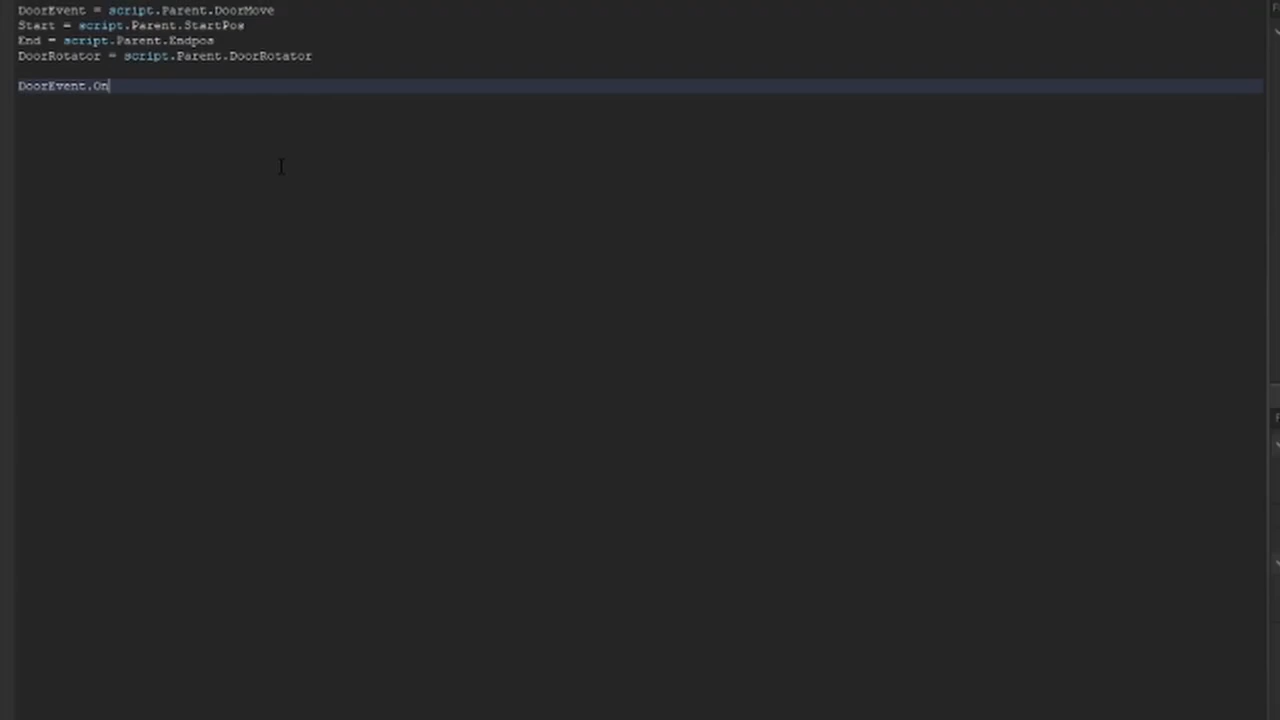 DoorEvent = script.Parent.DoorMove
Start = script.Parent.StartPos
End = script.Parent.Endpos
DoorRotator = script.Parent.DoorRotator
DoorEvent.On